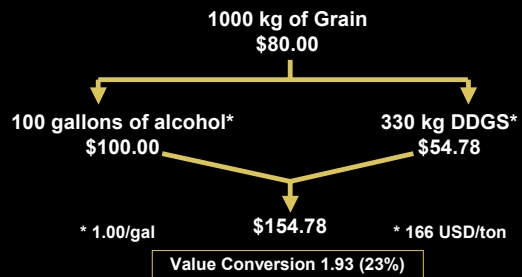 1000 kg of Grain
$80.00
100 gallons of alcohol*
$100.00
330 kg DDGS*
$54.78
* 1.00/gal
$154.78
* 166 USD/ton
Value Conversion 1.93 (23%)